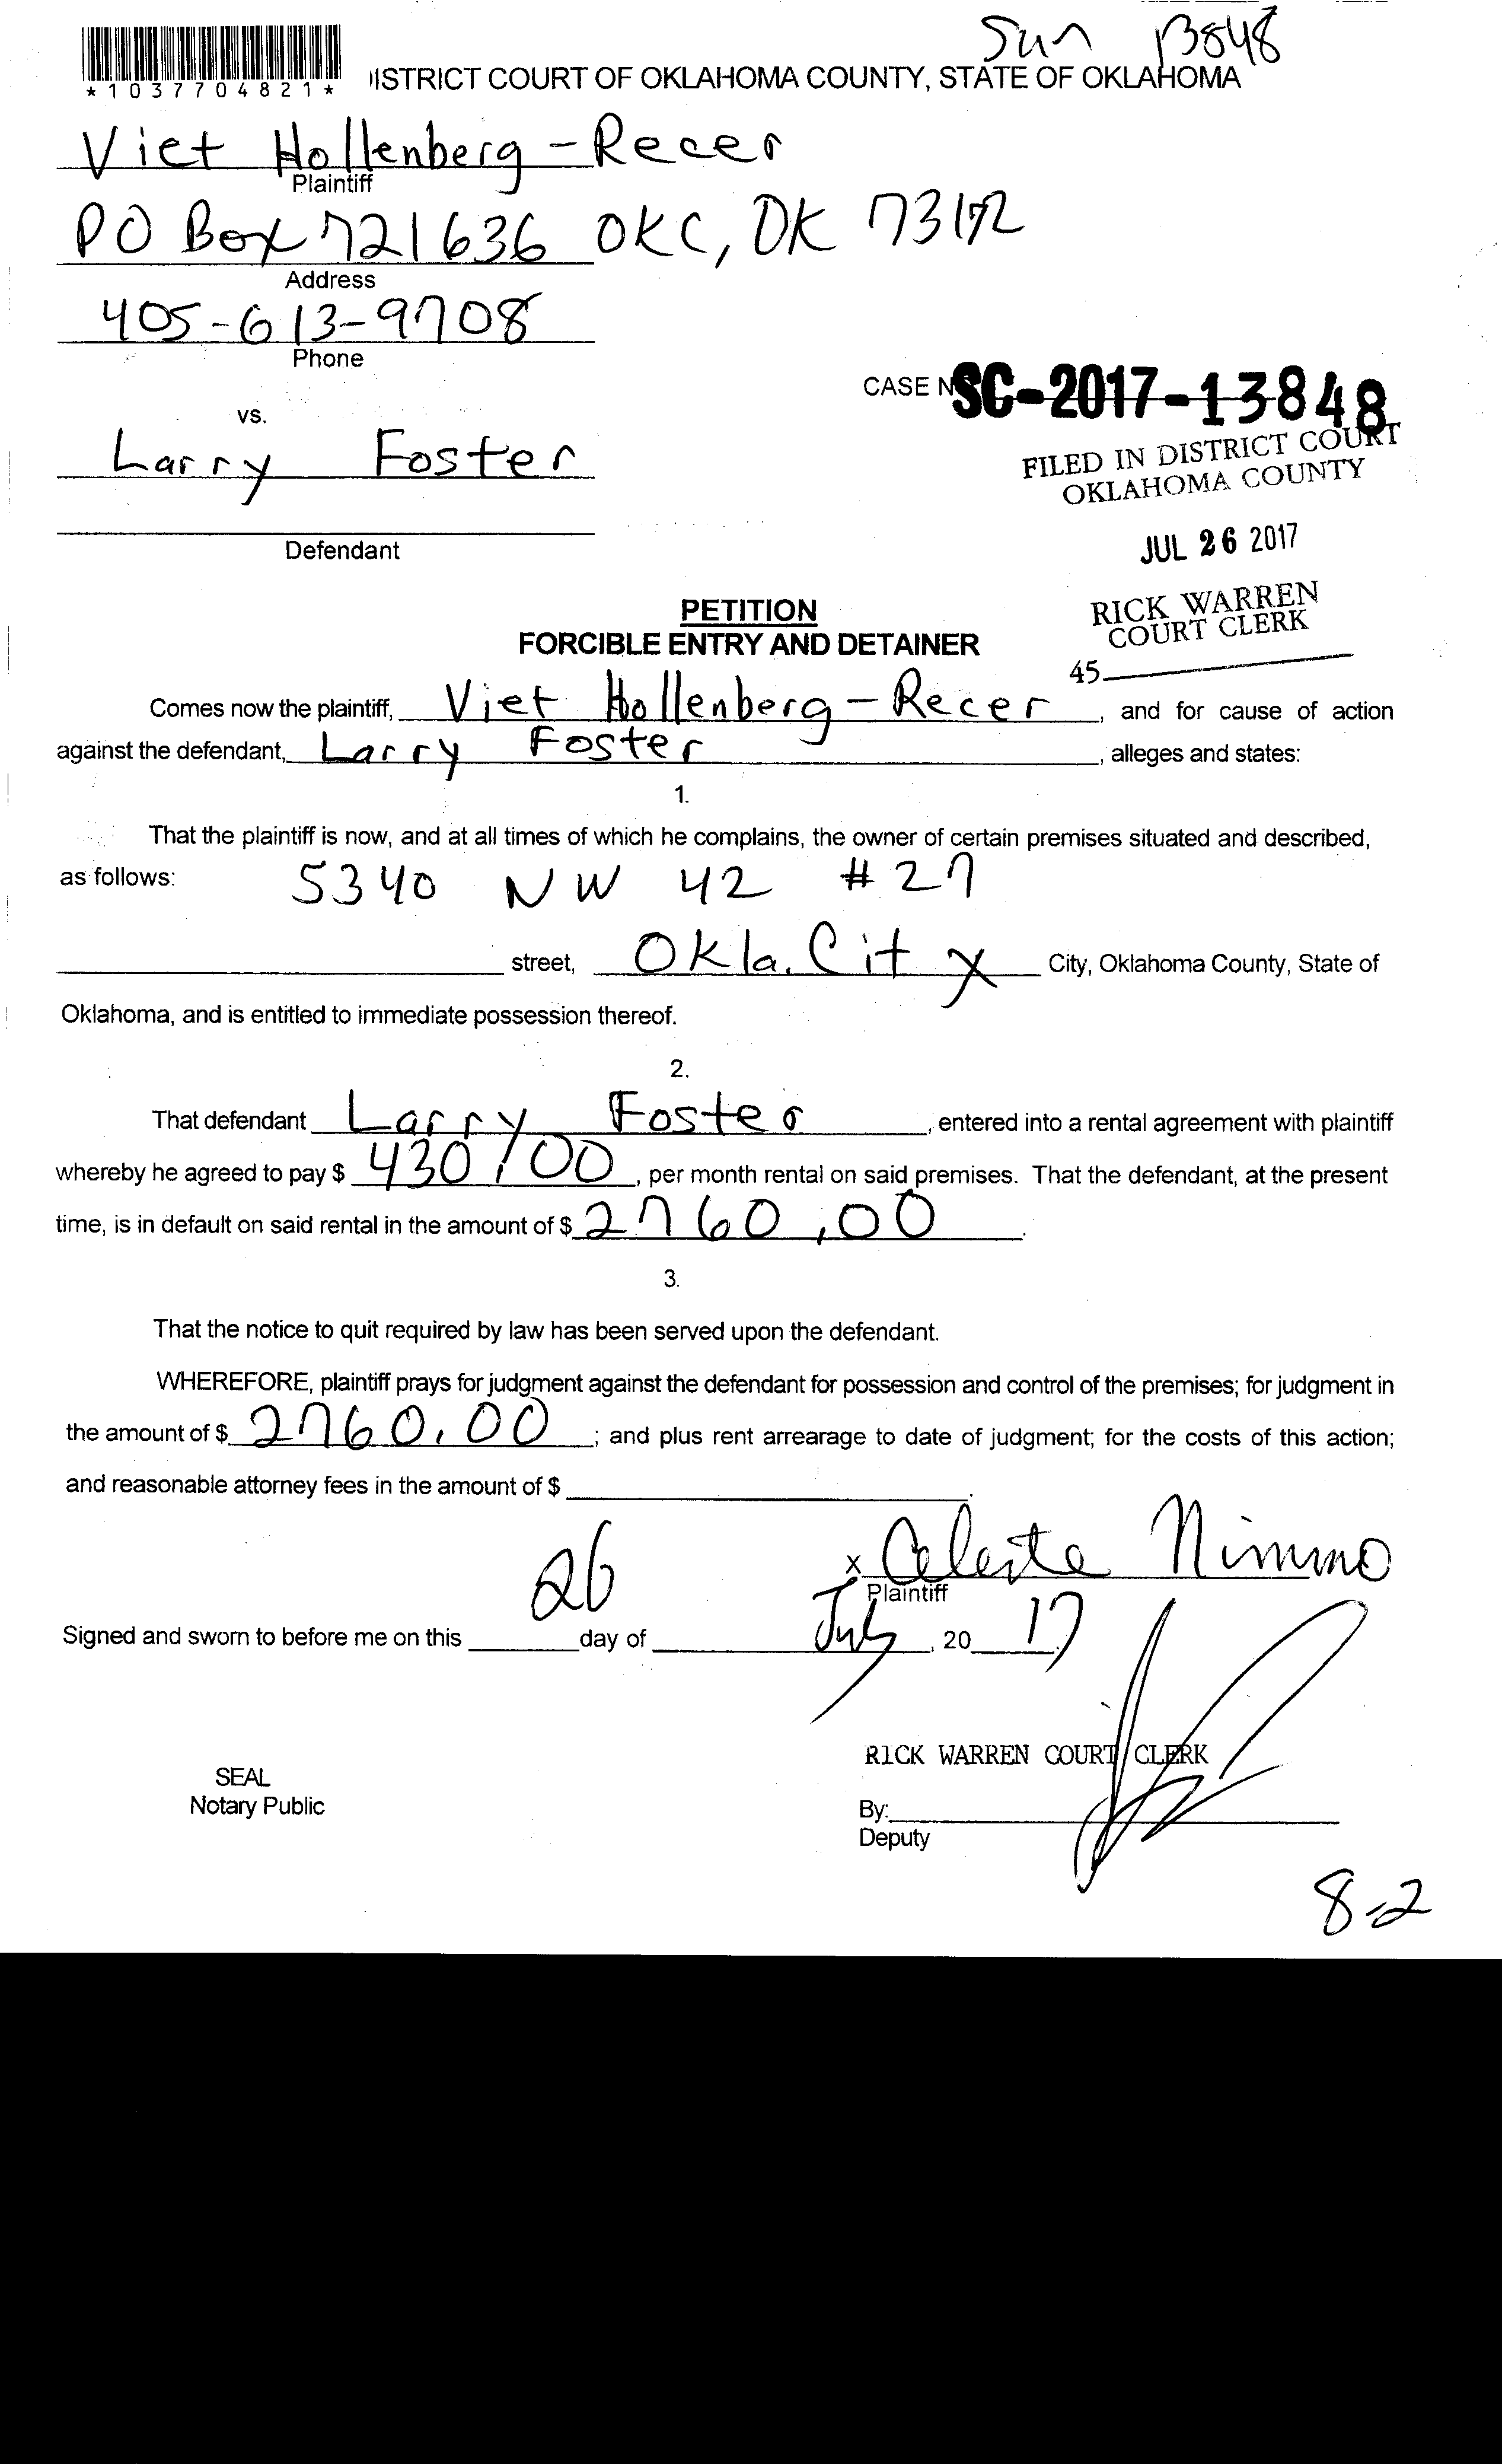 Sun 13848
*1037704821*
ISTRICT COURT OF OKLAHOMA COUNTY, STATE OF OKLAHOMA
Viet Hollenberg-Recer
Plaintiff
PO Box 721636 OKC, OK 73172
Address
405-613-9708
Phone
CASE N SC-2017-13848
vs.
Larry Foster
FILED IN DISTRICT COURT
OKLAHOMA COUNTY
Defendant
JUL 26 2017
PETITION
FORCIBLE ENTRY AND DETAINER
RICK WARREN
COURT CLERK
45
Comes now the plaintiff, Viet Hollenberg-Recer, and for cause of action
against the defendant, Larry Foster, alleges and states:
1.
That the plaintiff is now, and at all times of which he complains, the owner of certain premises situated and described,
as follows: 5340 NW 42 #27
street, Okla. City City, Oklahoma County, State of
Oklahoma, and is entitled to immediate possession thereof.
2.
That defendant Larry Foster, entered into a rental agreement with plaintiff
whereby he agreed to pay $ 430.00, per month rental on said premises. That the defendant, at the present
time, is in default on said rental in the amount of $ 2760.00.
3.
That the notice to quit required by law has been served upon the defendant.
WHEREFORE, plaintiff prays for judgment against the defendant for possession and control of the premises; for judgment in
the amount of $ 2760.00; and plus rent arrearage to date of judgment; for the costs of this action;
and reasonable attorney fees in the amount of $ .
x Celeste Nimmo
Plaintiff
Signed and sworn to before me on this 26 day of July, 20 17.
RICK WARREN COURT CLERK
SEAL
Notary Public
By:
Deputy
8-2